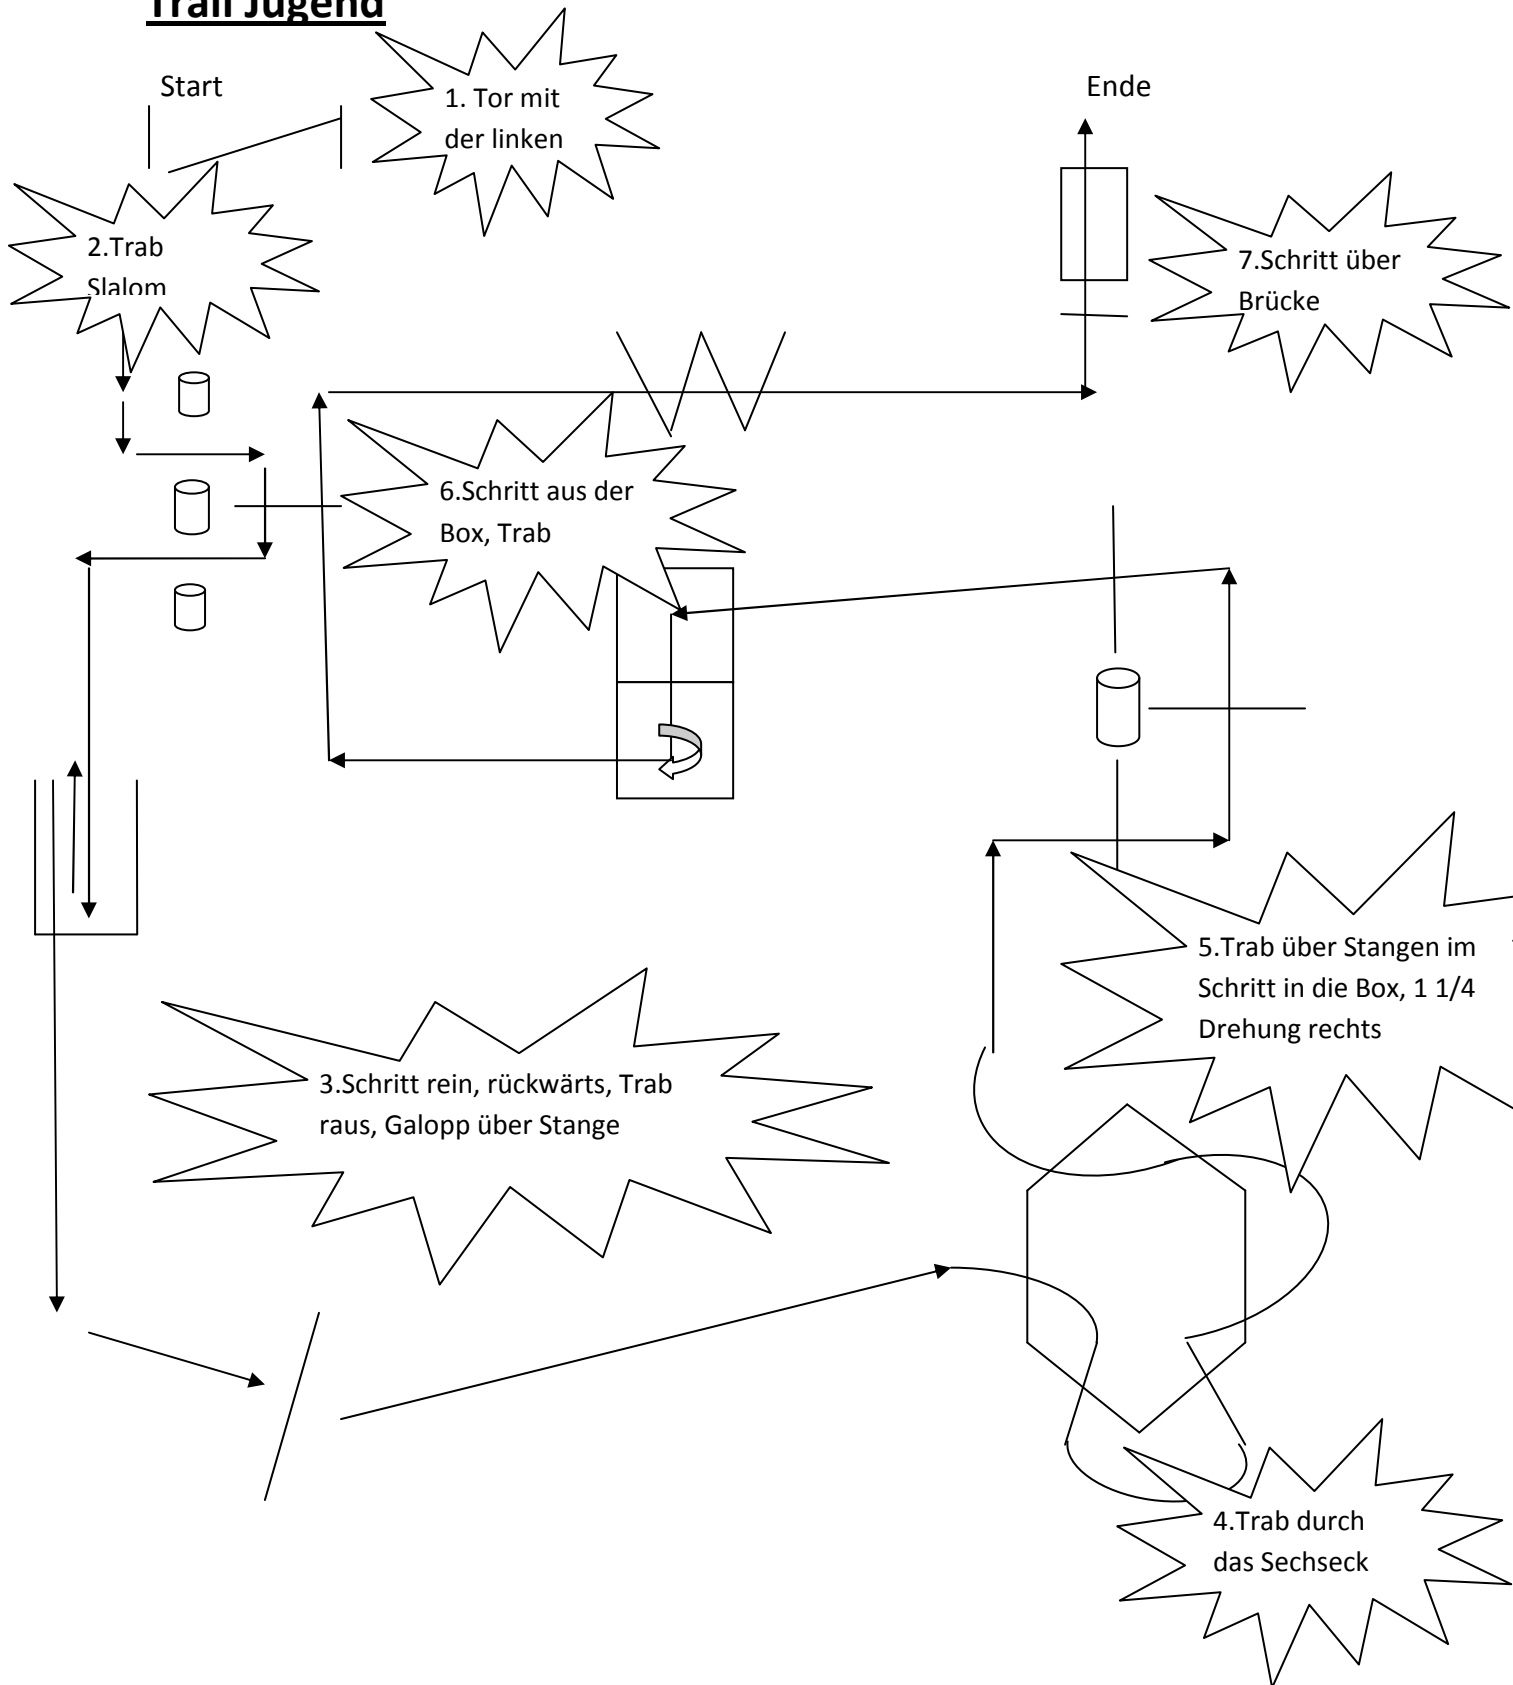 Trail Jugend
Start
1. Tor mit
der linken
Ende
2.Trab
Slalom
7.Schritt über
Brücke
6.Schritt aus der
Box, Trab
5.Trab über Stangen im
Schritt in die Box, 1 1/4
Drehung rechts
3.Schritt rein, rückwärts, Trab
raus, Galopp über Stange
4.Trab durch
das Sechseck